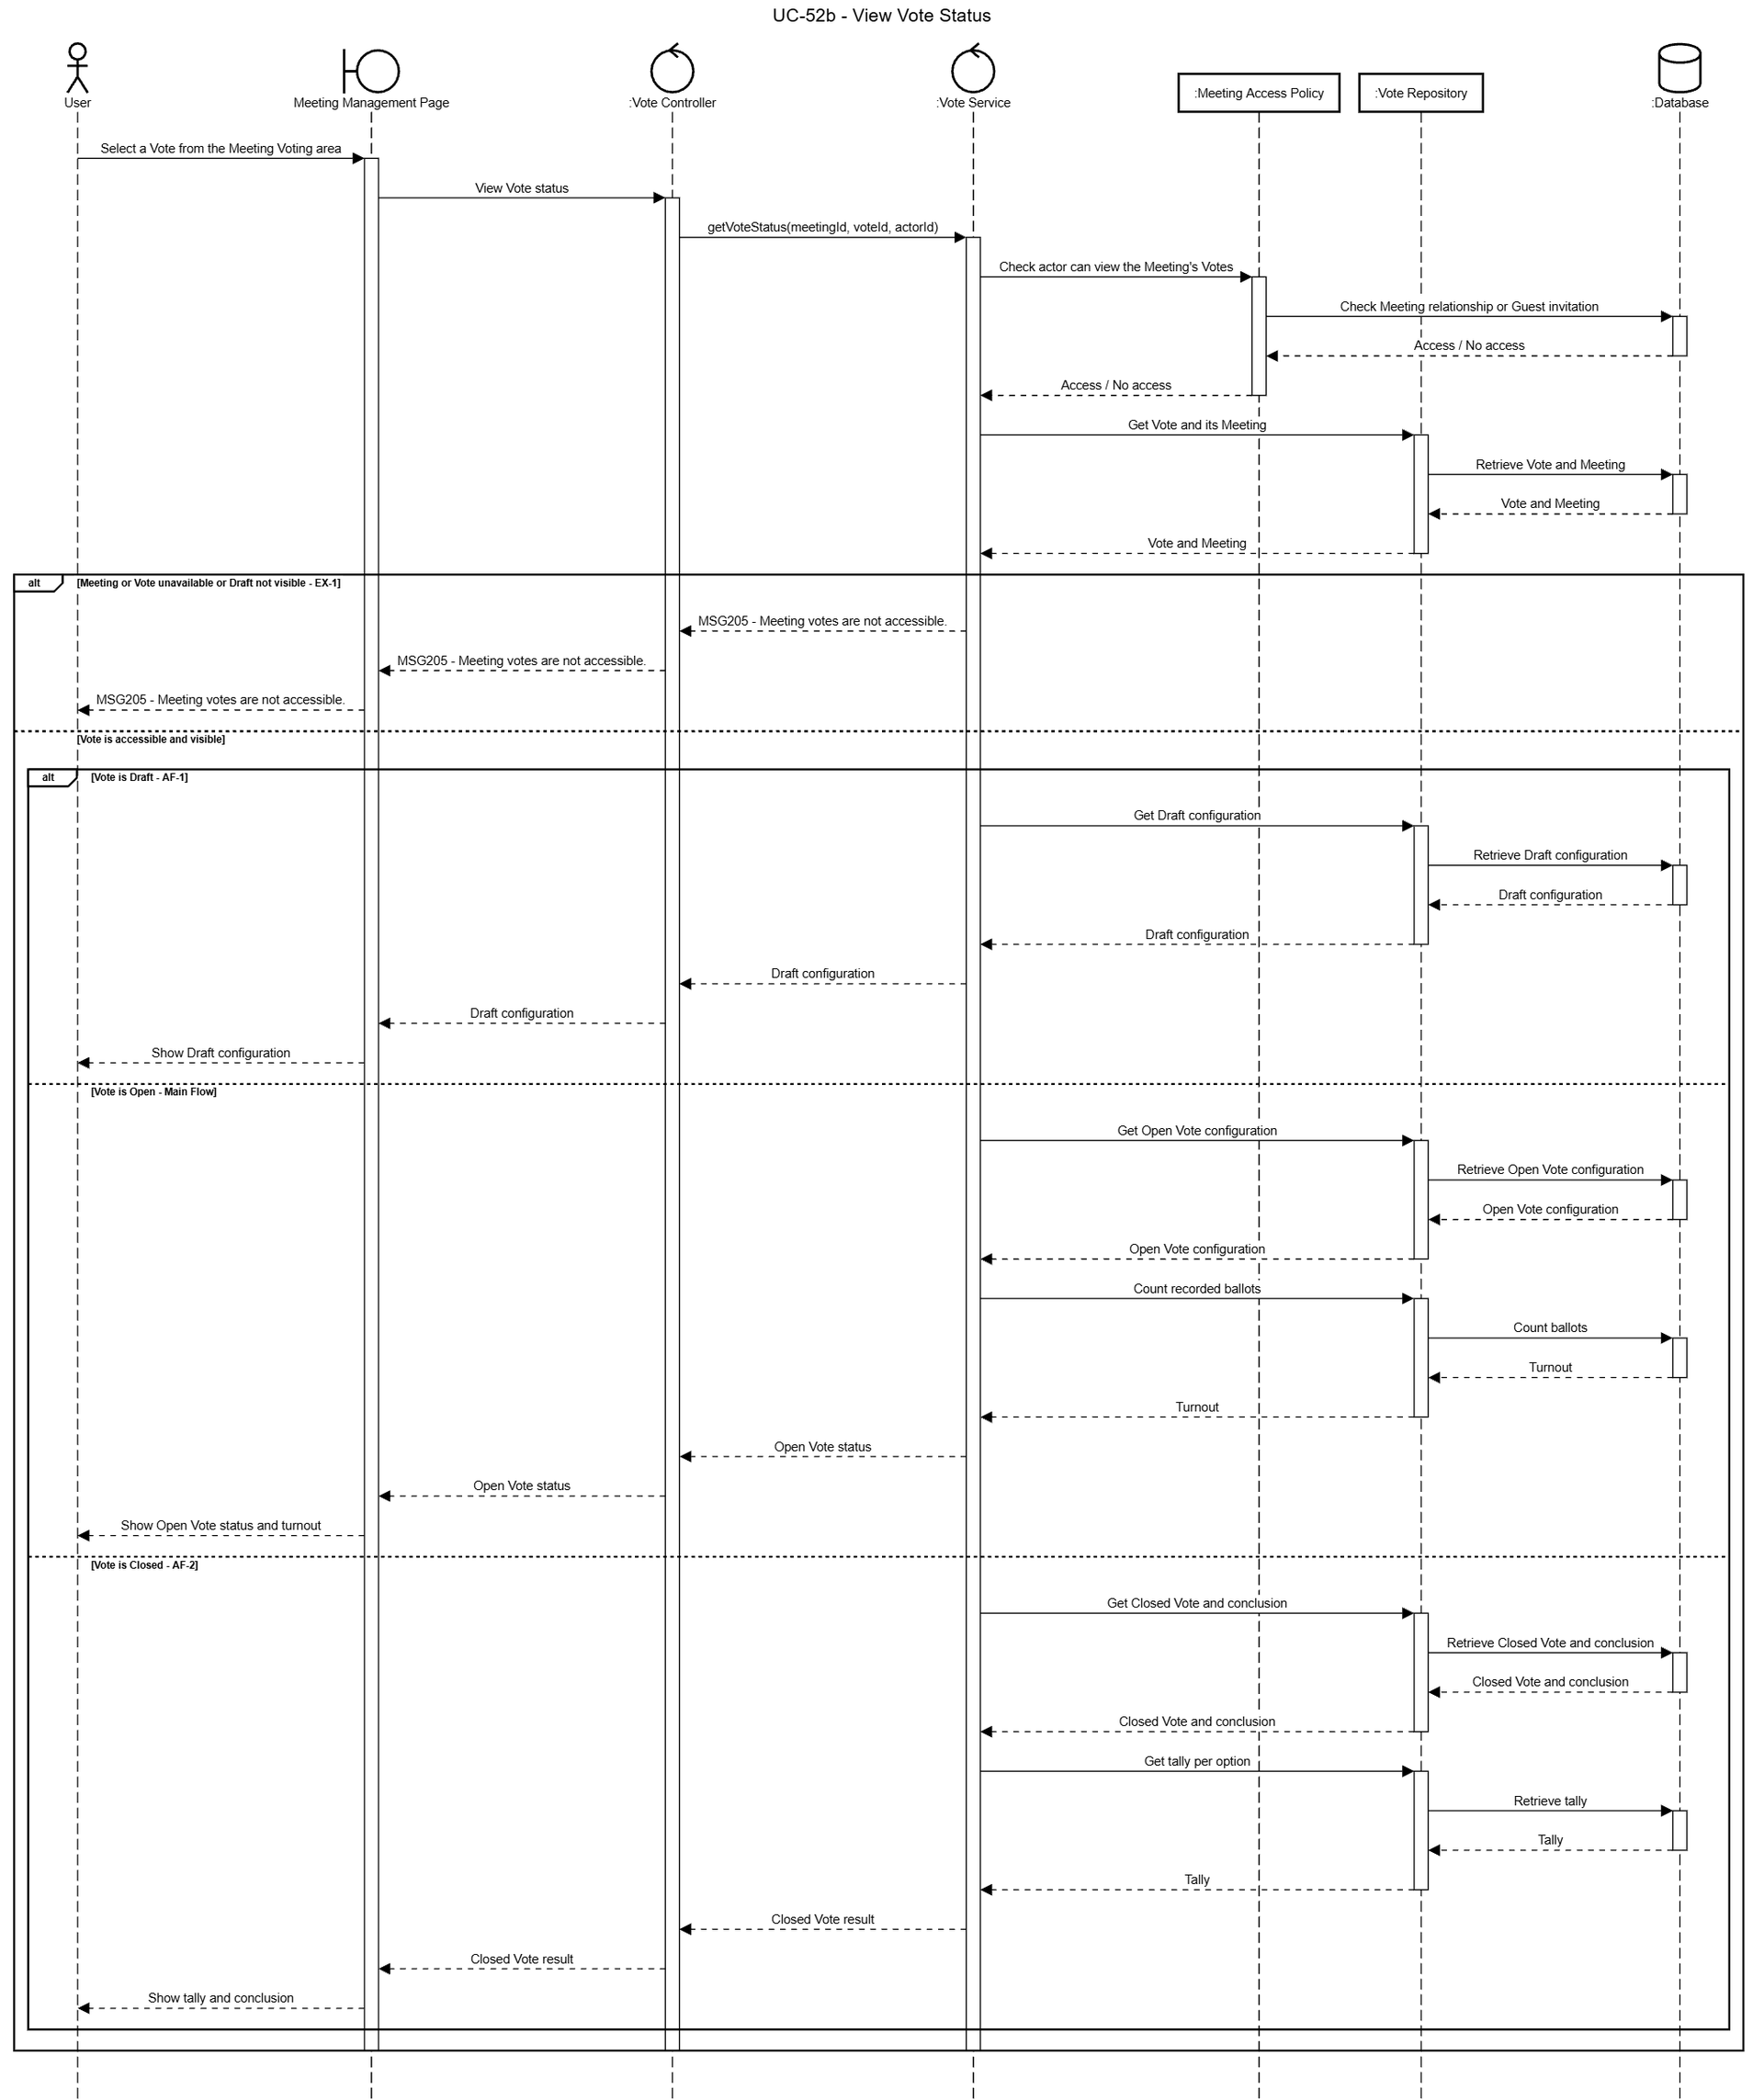 UC-52b - View Vote Status
User
Meeting Management Page
:Vote Controller
:Vote Service
:Meeting Access Policy
:Vote Repository
:Database
Select a Vote from the Meeting Voting area
View Vote status
getVoteStatus(meetingId, voteId, actorId)
Check actor can view the Meeting's Votes
Check Meeting relationship or Guest invitation
Access / No access
Access / No access
Get Vote and its Meeting
Retrieve Vote and Meeting
Vote and Meeting
Vote and Meeting
alt
[Meeting or Vote unavailable or Draft not visible - EX-1]
MSG205 - Meeting votes are not accessible.
MSG205 - Meeting votes are not accessible.
MSG205 - Meeting votes are not accessible.
[Vote is accessible and visible]
alt
[Vote is Draft - AF-1]
Get Draft configuration
Retrieve Draft configuration
Draft configuration
Draft configuration
Draft configuration
Draft configuration
Show Draft configuration
[Vote is Open - Main Flow]
Get Open Vote configuration
Retrieve Open Vote configuration
Open Vote configuration
Open Vote configuration
Count recorded ballots
Count ballots
Turnout
Turnout
Open Vote status
Open Vote status
Show Open Vote status and turnout
[Vote is Closed - AF-2]
Get Closed Vote and conclusion
Retrieve Closed Vote and conclusion
Closed Vote and conclusion
Closed Vote and conclusion
Get tally per option
Retrieve tally
Tally
Tally
Closed Vote result
Closed Vote result
Show tally and conclusion